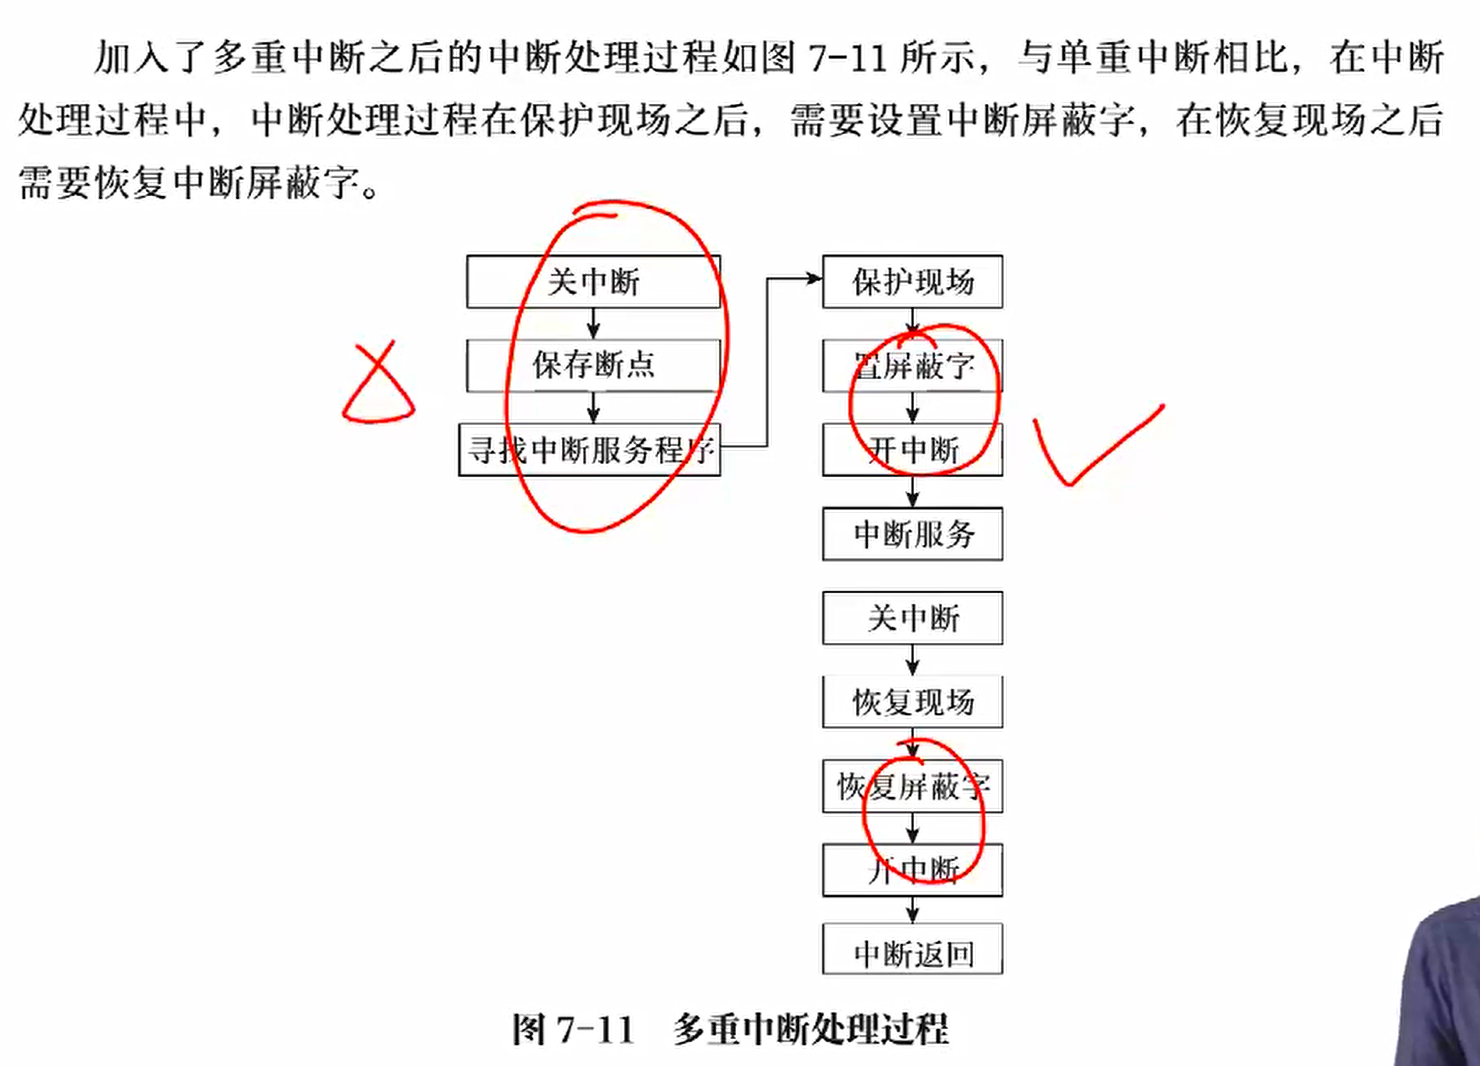 加入了多重中断之后的中断处理过程如图 7-11 所示，与单重中断相比，在中断
处理过程中，中断处理过程在保护现场之后，需要设置中断屏蔽字，在恢复现场之后
需要恢复中断屏蔽字。
关中断
保存断点
寻找中断服务程序
保护现场
置屏蔽字
开中断
中断服务
关中断
恢复现场
恢复屏蔽字
开中断
中断返回
图 7-11 多重中断处理过程